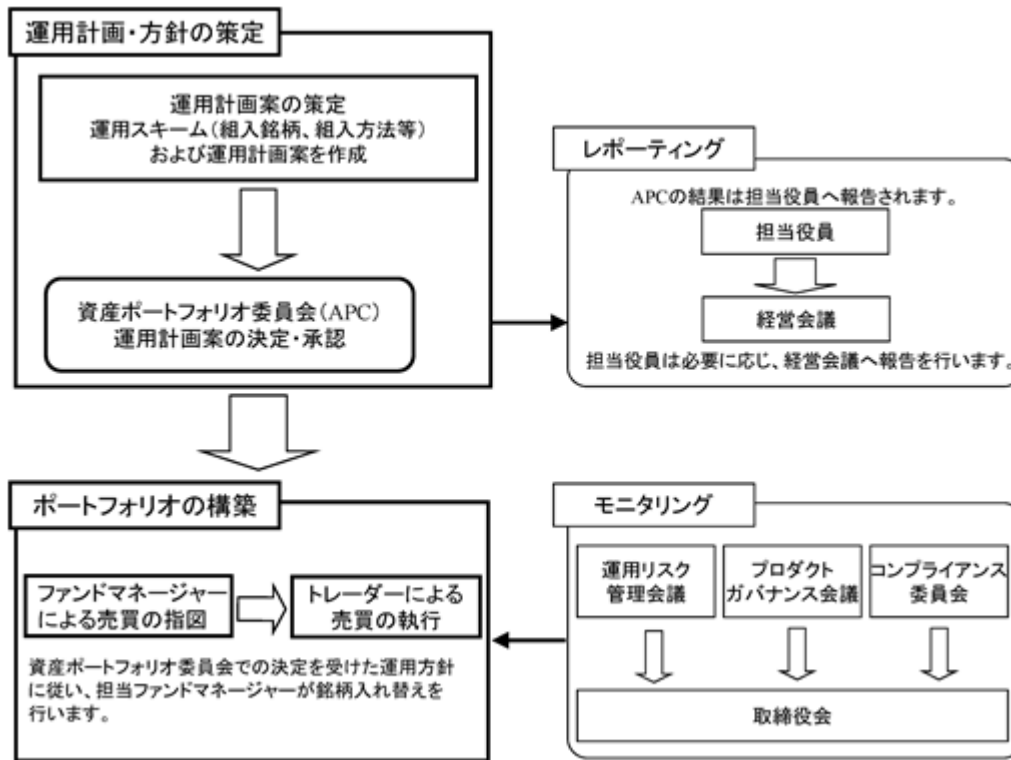 運用計画・方針の策定
運用計画案の策定
運用スキーム（組入銘柄、組入方法等）
および運用計画案を作成
資産ポートフォリオ委員会（APC）
運用計画案の決定・承認
レポーティング
APCの結果は担当役員へ報告されます。
担当役員
経営会議
担当役員は必要に応じ、経営会議へ報告を行います。
ポートフォリオの構築
ファンドマネージャー
による売買の指図
トレーダーによる
売買の執行
資産ポートフォリオ委員会での決定を受けた運用方針
に従い、担当ファンドマネージャーが銘柄入れ替えを
行います。
モニタリング
運用リスク
管理会議
プロダクト
ガバナンス会議
コンプライアンス
委員会
取締役会